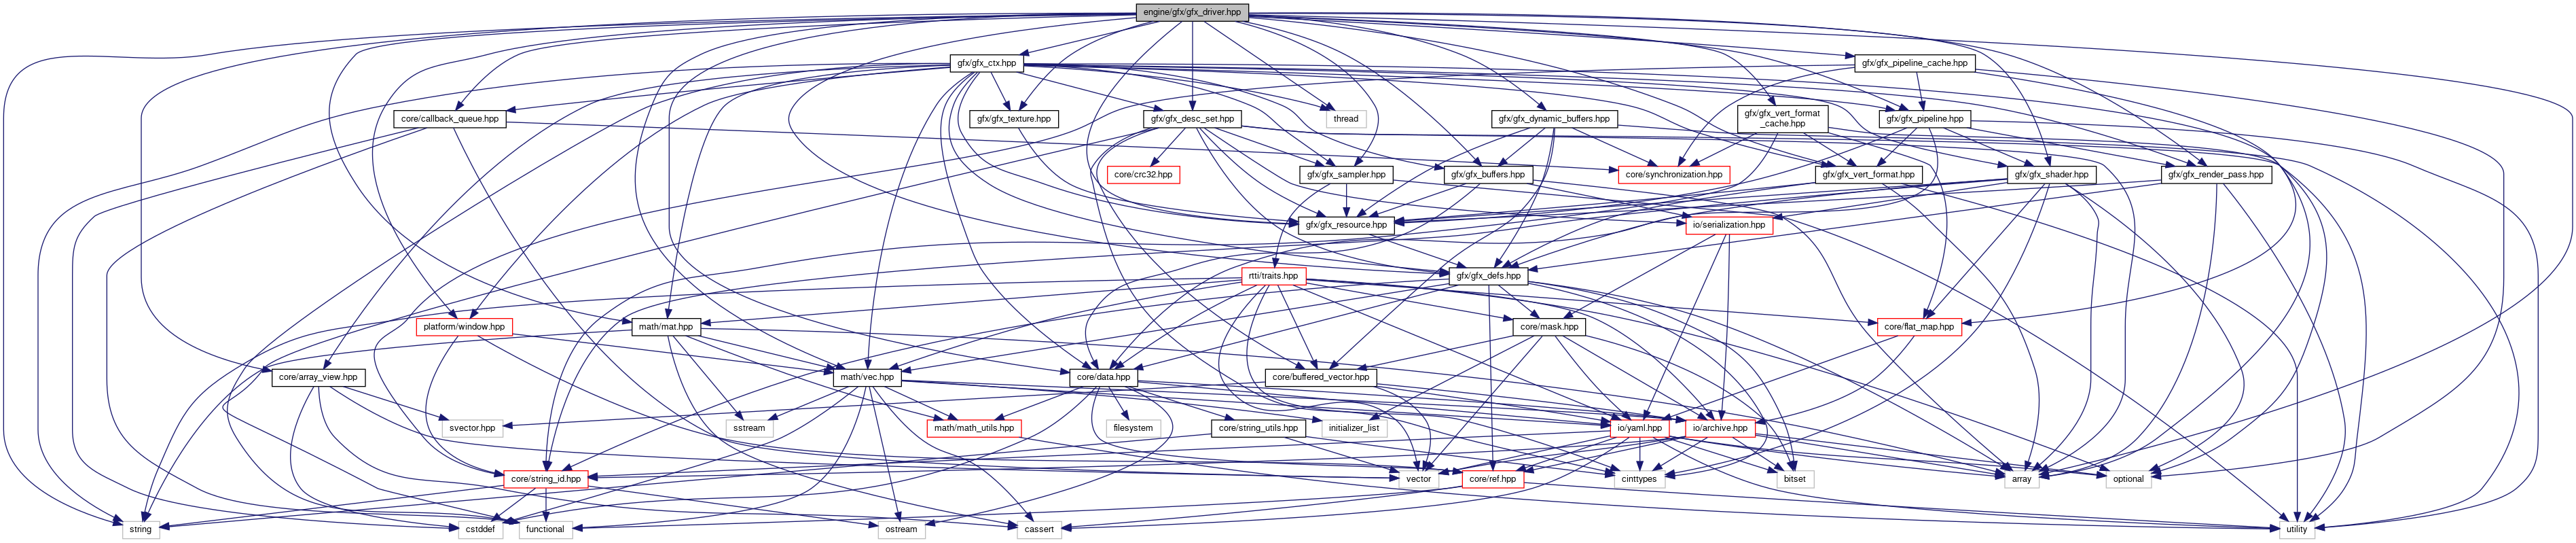 engine/gfx/gfx_driver.hpp
gfx/gfx_ctx.hpp
gfx/gfx_pipeline_cache.hpp
core/callback_queue.hpp
gfx/gfx_texture.hpp
gfx/gfx_desc_set.hpp
thread
gfx/gfx_dynamic_buffers.hpp
gfx/gfx_vert_format
_cache.hpp
gfx/gfx_pipeline.hpp
core/crc32.hpp
gfx/gfx_sampler.hpp
gfx/gfx_buffers.hpp
core/synchronization.hpp
gfx/gfx_vert_format.hpp
gfx/gfx_shader.hpp
gfx/gfx_render_pass.hpp
gfx/gfx_resource.hpp
io/serialization.hpp
rtti/traits.hpp
gfx/gfx_defs.hpp
platform/window.hpp
math/mat.hpp
core/mask.hpp
core/flat_map.hpp
core/array_view.hpp
math/vec.hpp
core/data.hpp
core/buffered_vector.hpp
svector.hpp
sstream
math/math_utils.hpp
filesystem
core/string_utils.hpp
initializer_list
io/yaml.hpp
io/archive.hpp
core/string_id.hpp
vector
core/ref.hpp
cinttypes
bitset
array
optional
string
cstddef
functional
ostream
cassert
utility